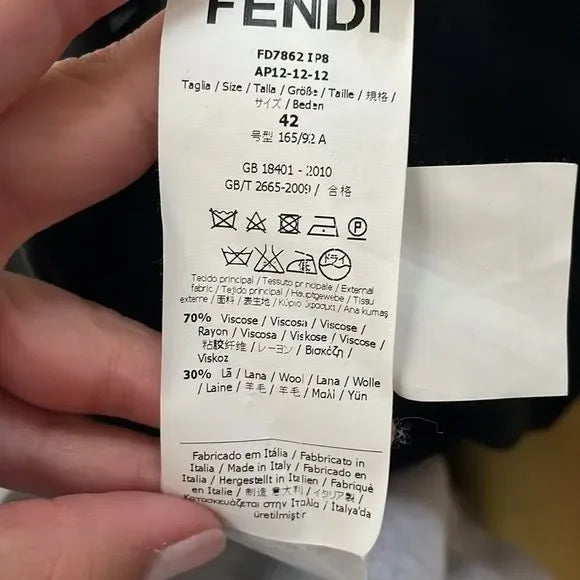 FENDI
FD7862 IP8
AP12-12-12
Taglia / Size / Talla / Größe / Taille / 規格 /
サイズ / Beden
42
号型 165/92 A
GB 18401 - 2010
GB/T 2665-2009 / 合格
P
ドライ
Tecido principal / Tessuto principale / External
fabric / Tejido principal / Hauptgewebe / Tissu
externe / 面料 / 表生地 / Κύριο ύφασμα / Ana kumaş
70% Viscose / Viscosa / Viscose /
Rayon / Viscosa / Viskose / Viscose /
粘胶纤维 / レーヨン / Βισκόζη /
Viskoz
30% Lã / Lana / Wool / Lana / Wolle
/ Laine / 羊毛 / 羊毛 / Μαλί / Yün
Fabricado em Itália / Fabbricato in
Italia / Made in Italy / Fabricado en
Italia / Hergestellt in Italien / Fabriqué
en Italie / 制造 意大利 / イタリア製 /
Κατασκευάζεται στην Ιταλία / İtalya'da
üretilmiştir